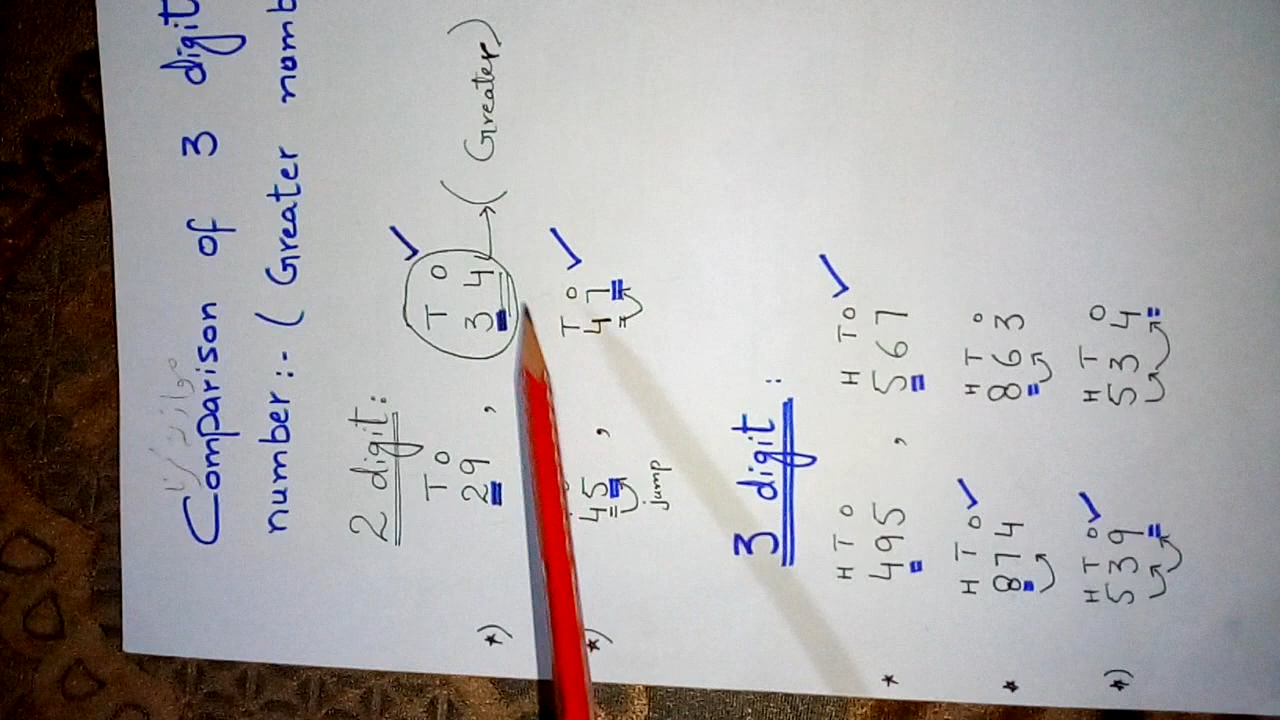 Comparison of 3 digit
number:- ( Greater numb
2 digit:
T O T O
*) 29 , 34 → ( Greater)
T O
*) 45 , 47
jump
3 digit :
H T O H T O
* 495 , 567
H T O H T O
* 874 863
H T O H T O
*) 539 534